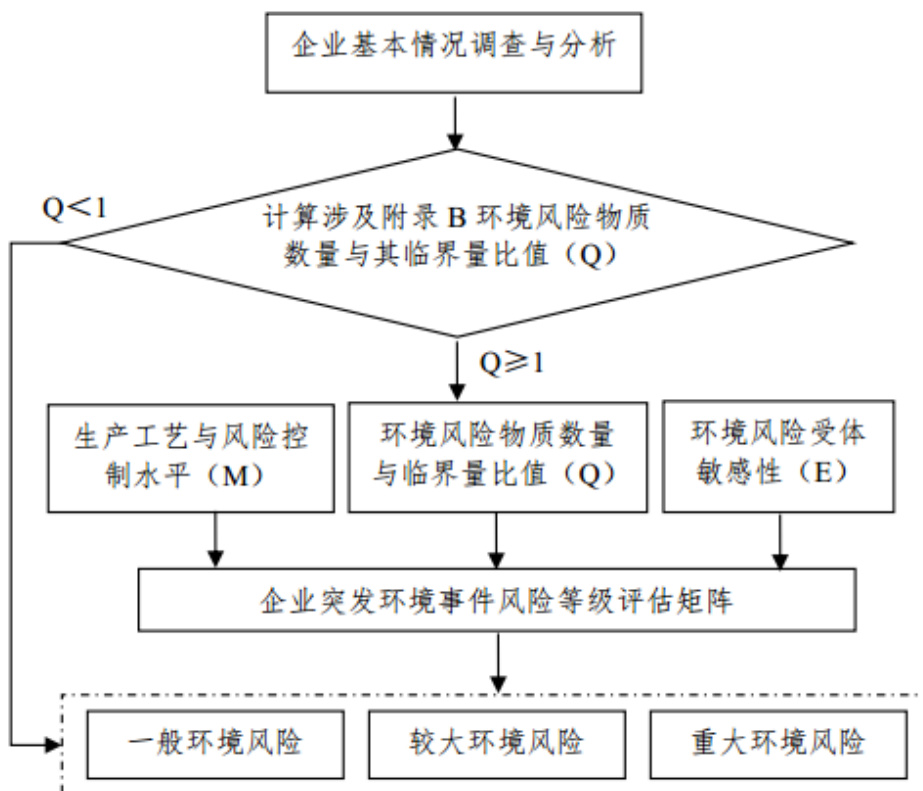 企业基本情况调查与分析
Q＜1
计算涉及附录 B 环境风险物质
数量与其临界量比值（Q）
Q≥1
生产工艺与风险控
制水平（M）
环境风险物质数量
与临界量比值（Q）
环境风险受体
敏感性（E）
企业突发环境事件风险等级评估矩阵
一般环境风险
较大环境风险
重大环境风险